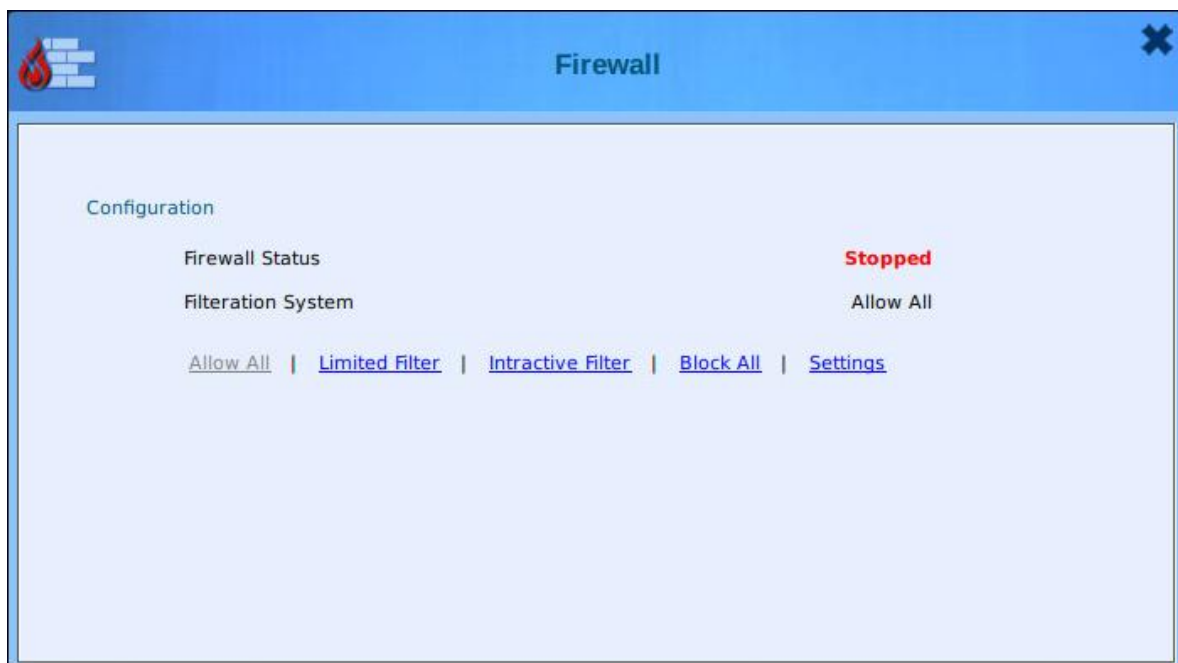 Firewall
Configuration
Firewall Status Stopped
Filteration System Allow All
Allow All | Limited Filter | Intractive Filter | Block All | Settings